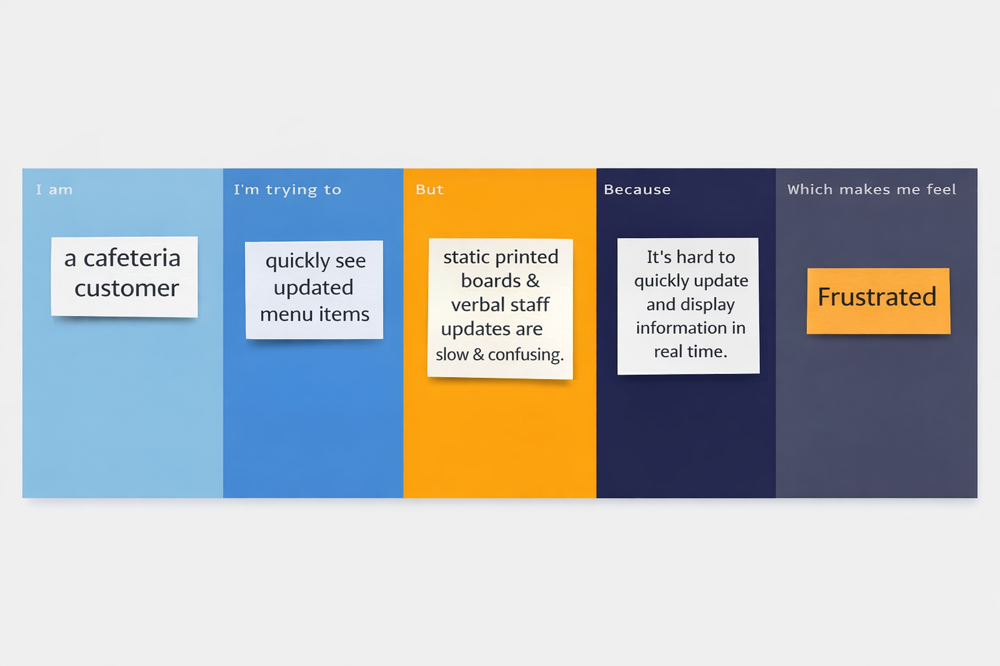 I am
a cafeteria
customer
I'm trying to
quickly see
updated
menu items
But
static printed
boards &
verbal staff
updates are
slow & confusing.
Because
It's hard to
quickly update
and display
information in
real time.
Which makes me feel
Frustrated